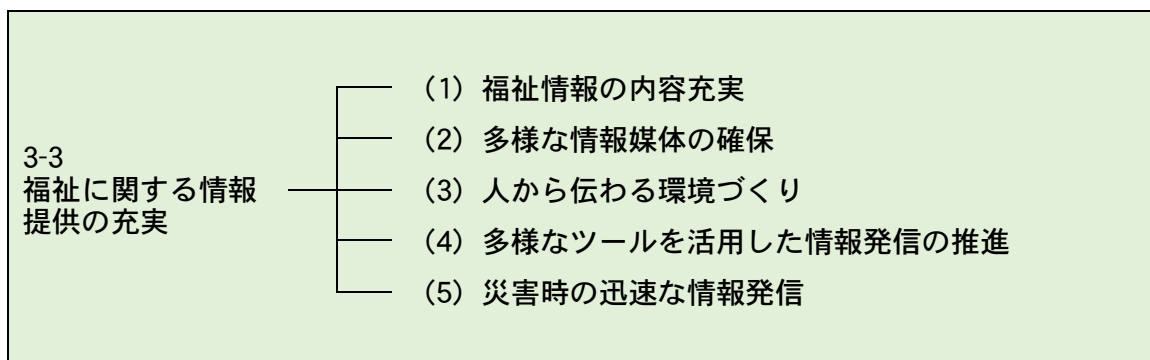 3-3
福祉に関する情報
提供の充実
（1）福祉情報の内容充実
（2）多様な情報媒体の確保
（3）人から伝わる環境づくり
（4）多様なツールを活用した情報発信の推進
（5）災害時の迅速な情報発信